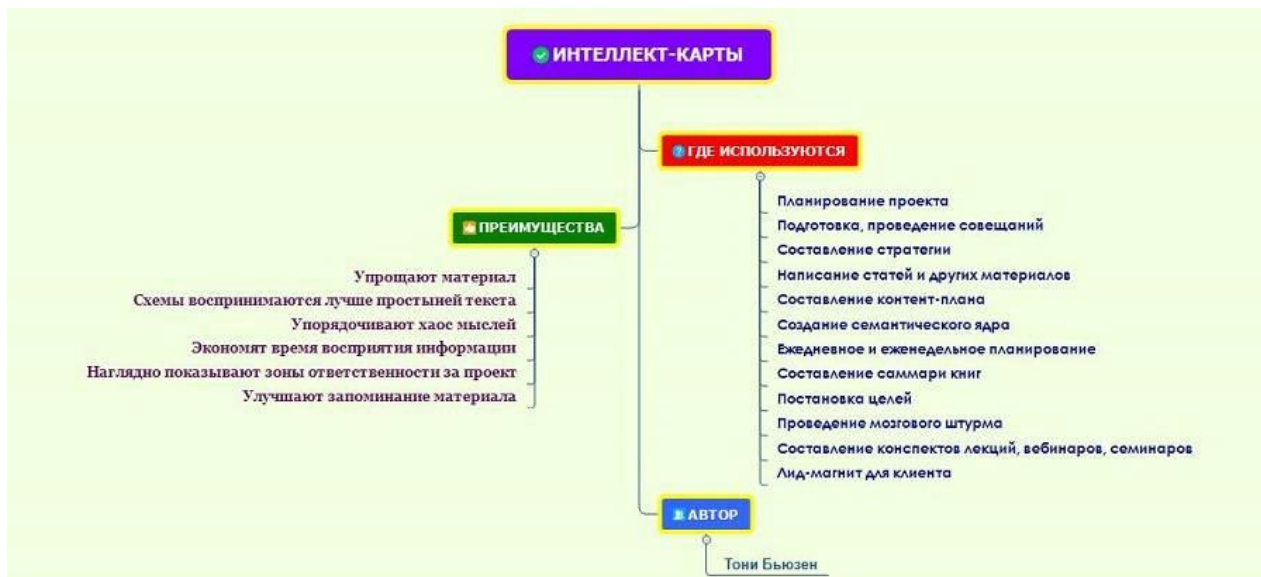 ИНТЕЛЛЕКТ-КАРТЫ
ГДЕ ИСПОЛЬЗУЮТСЯ
Планирование проекта
Подготовка, проведение совещаний
Составление стратегии
Написание статей и других материалов
Составление контент-плана
Создание семантического ядра
Ежедневное и еженедельное планирование
Составление саммари книг
Постановка целей
Проведение мозгового штурма
Составление конспектов лекций, вебинаров, семинаров
Лид-магнит для клиента
ПРЕИМУЩЕСТВА
Упрощают материал
Схемы воспринимаются лучше простыней текста
Упорядочивают хаос мыслей
Экономят время восприятия информации
Наглядно показывают зоны ответственности за проект
Улучшают запоминание материала
АВТОР
Тони Бьюзен